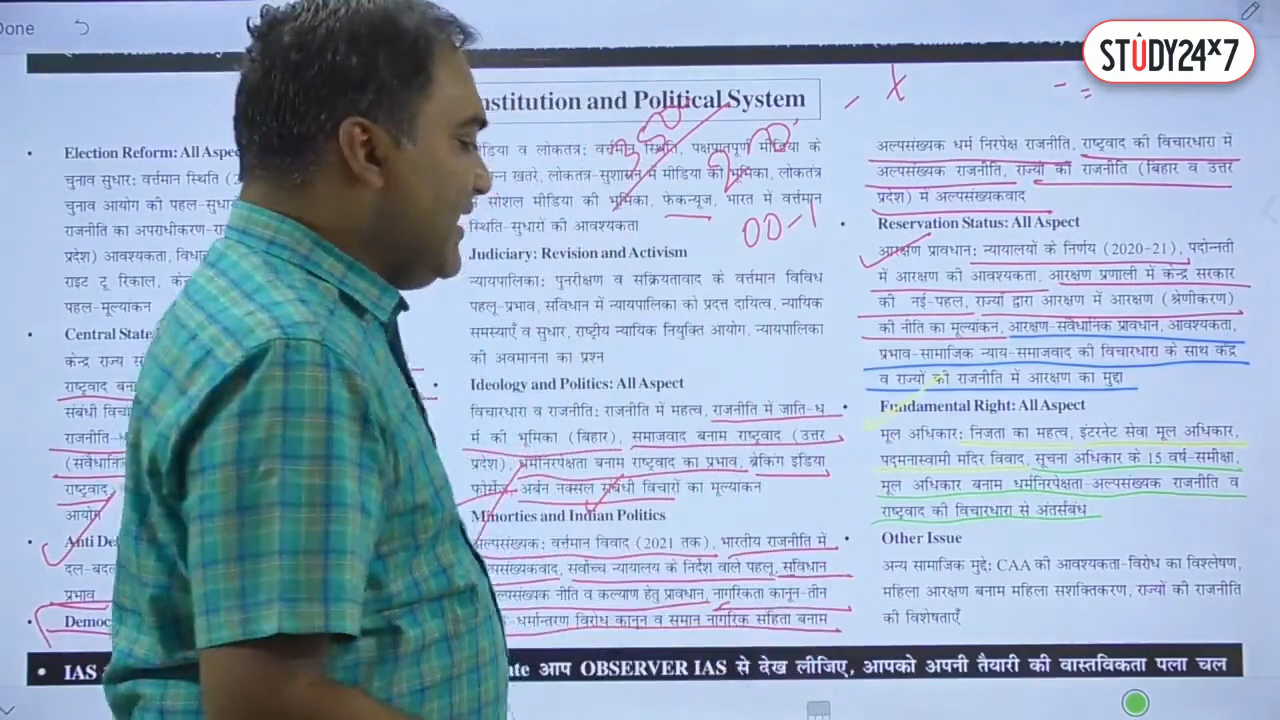 Done
STUDY24x7
nstitution and Political System
350
2
00-1
X
• Election Reform: All Aspe
चुनाव सुधार: वर्तमान स्थिति (2
चुनाव आयोग की पहल-सुधा
राजनीति का अपराधीकरण-रा
प्रदेश) आवश्यकता, विधा
राइट टू रिकाल, के
पहल-मूल्यांकन
• Central State
केन्द्र राज्य स
राष्ट्रवाद बना
संबंधी विचा
राजनीति-
(संवैधानि
राष्ट्रवाद
आयोग
• Anti De
दल-बदल
प्रभाव
• Democ
मीडिया व लोकतंत्र: वर्तमान स्थिति, पक्षपातपूर्ण मीडिया के
खतरे, लोकतंत्र-सुशासन में मीडिया की भूमिका, लोकतंत्र
में सोशल मीडिया की भूमिका, फेकन्यूज, भारत में वर्तमान
स्थिति-सुधारों की आवश्यकता
Judiciary: Revision and Activism
न्यायपालिका: पुनरीक्षण व सक्रियतावाद के वर्तमान विविध
पहलू-प्रभाव, संविधान में न्यायपालिका को प्रदत्त दायित्व, न्यायिक
समस्याएँ व सुधार, राष्ट्रीय न्यायिक नियुक्ति आयोग, न्यायपालिका
की अवमानना का प्रश्न
Ideology and Politics: All Aspect
विचारधारा व राजनीति: राजनीति में महत्व, राजनीति में जाति-ध
र्म की भूमिका (बिहार), समाजवाद बनाम राष्ट्रवाद (उत्तर
प्रदेश), धर्मनिरपेक्षता बनाम राष्ट्रवाद का प्रभाव, ब्रेकिंग इंडिया
फोर्सेज, अर्बन नक्सल संबंधी विचारों का मूल्यांकन
Minorties and Indian Politics
अल्पसंख्यक: वर्तमान विवाद (2021 तक), भारतीय राजनीति में
अल्पसंख्यकवाद, सर्वोच्च न्यायालय के निर्देश वाले पहलू, संविधान
अल्पसंख्यक नीति व कल्याण हेतु प्रावधान, नागरिकता कानून-तीन
धर्मान्तरण विरोध कानून व समान नागरिक संहिता बनाम
अल्पसंख्यक धर्म निरपेक्ष राजनीति, राष्ट्रवाद की विचारधारा में
अल्पसंख्यक राजनीति, राज्यों की राजनीति (बिहार व उत्तर
प्रदेश) में अल्पसंख्यकवाद
• Reservation Status: All Aspect
आरक्षण प्रावधान: न्यायालयों के निर्णय (2020-21), पदोन्नती
में आरक्षण की आवश्यकता, आरक्षण प्रणाली में केन्द्र सरकार
की नई-पहल, राज्यों द्वारा आरक्षण में आरक्षण (श्रेणीकरण)
की नीति का मूल्यांकन, आरक्षण-संवैधानिक प्रावधान, आवश्यकता,
प्रभाव-सामाजिक न्याय-समाजवाद की विचारधारा के साथ केंद्र
व राज्यों की राजनीति में आरक्षण का मुद्दा
• Fundamental Right: All Aspect
मूल अधिकार: निजता का महत्व, इंटरनेट सेवा मूल अधिकार,
पद्मनास्वामी मंदिर विवाद, सूचना अधिकार के 15 वर्ष-समीक्षा,
मूल अधिकार बनाम धर्मनिरपेक्षता-अल्पसंख्यक राजनीति व
राष्ट्रवाद की विचारधारा से अंतर्संबंध
• Other Issue
अन्य सामाजिक मुद्दे: CAA की आवश्यकता-विरोध का विश्लेषण,
महिला आरक्षण बनाम महिला सशक्तिकरण, राज्यों की राजनीति
की विशेषताएँ
• IAS
te आप OBSERVER IAS से देख लीजिए, आपको अपनी तैयारी की वास्तविकता पला चल